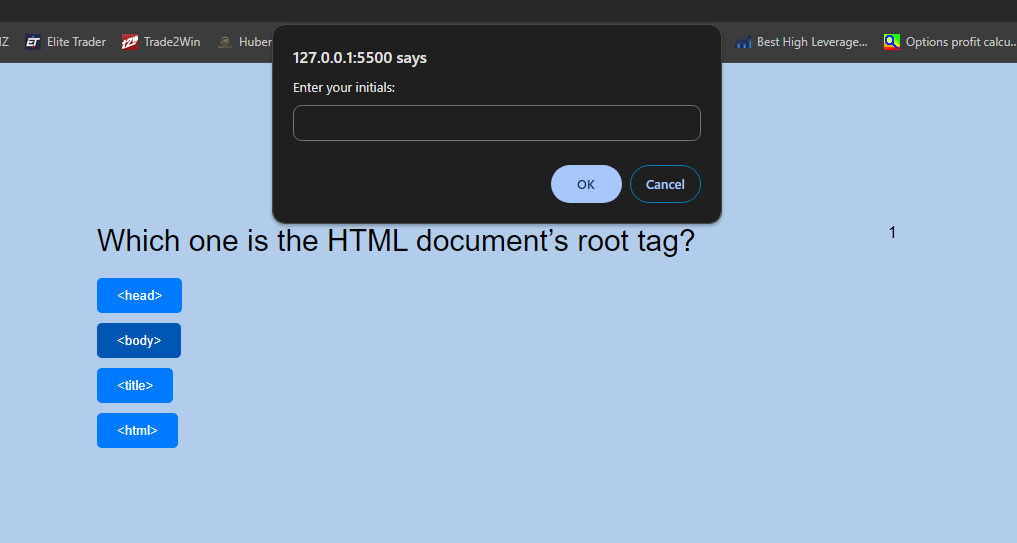 IZ Elite Trader Trade2Win Huber Best High Leverage... Options profit calcu...
127.0.0.1:5500 says
Enter your initials:
OK Cancel
Which one is the HTML document’s root tag? 1
<head>
<body>
<title>
<html>